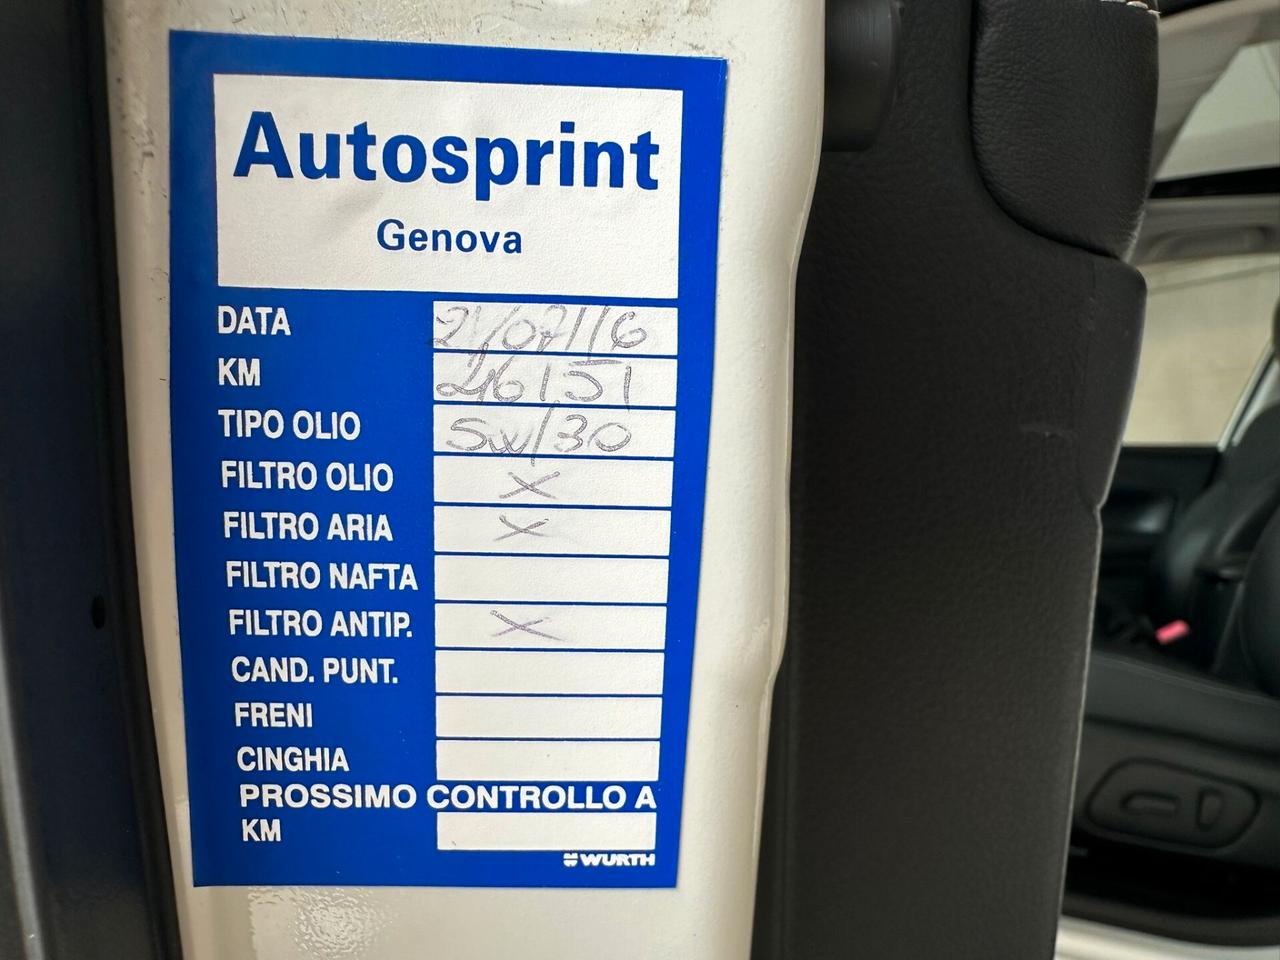 Autosprint
Genova
DATA 21/07/16
KM 46151
TIPO OLIO 5w/30
FILTRO OLIO X
FILTRO ARIA X
FILTRO NAFTA
FILTRO ANTIP. X
CAND. PUNT.
FRENI
CINGHIA
PROSSIMO CONTROLLO A
KM
WURTH